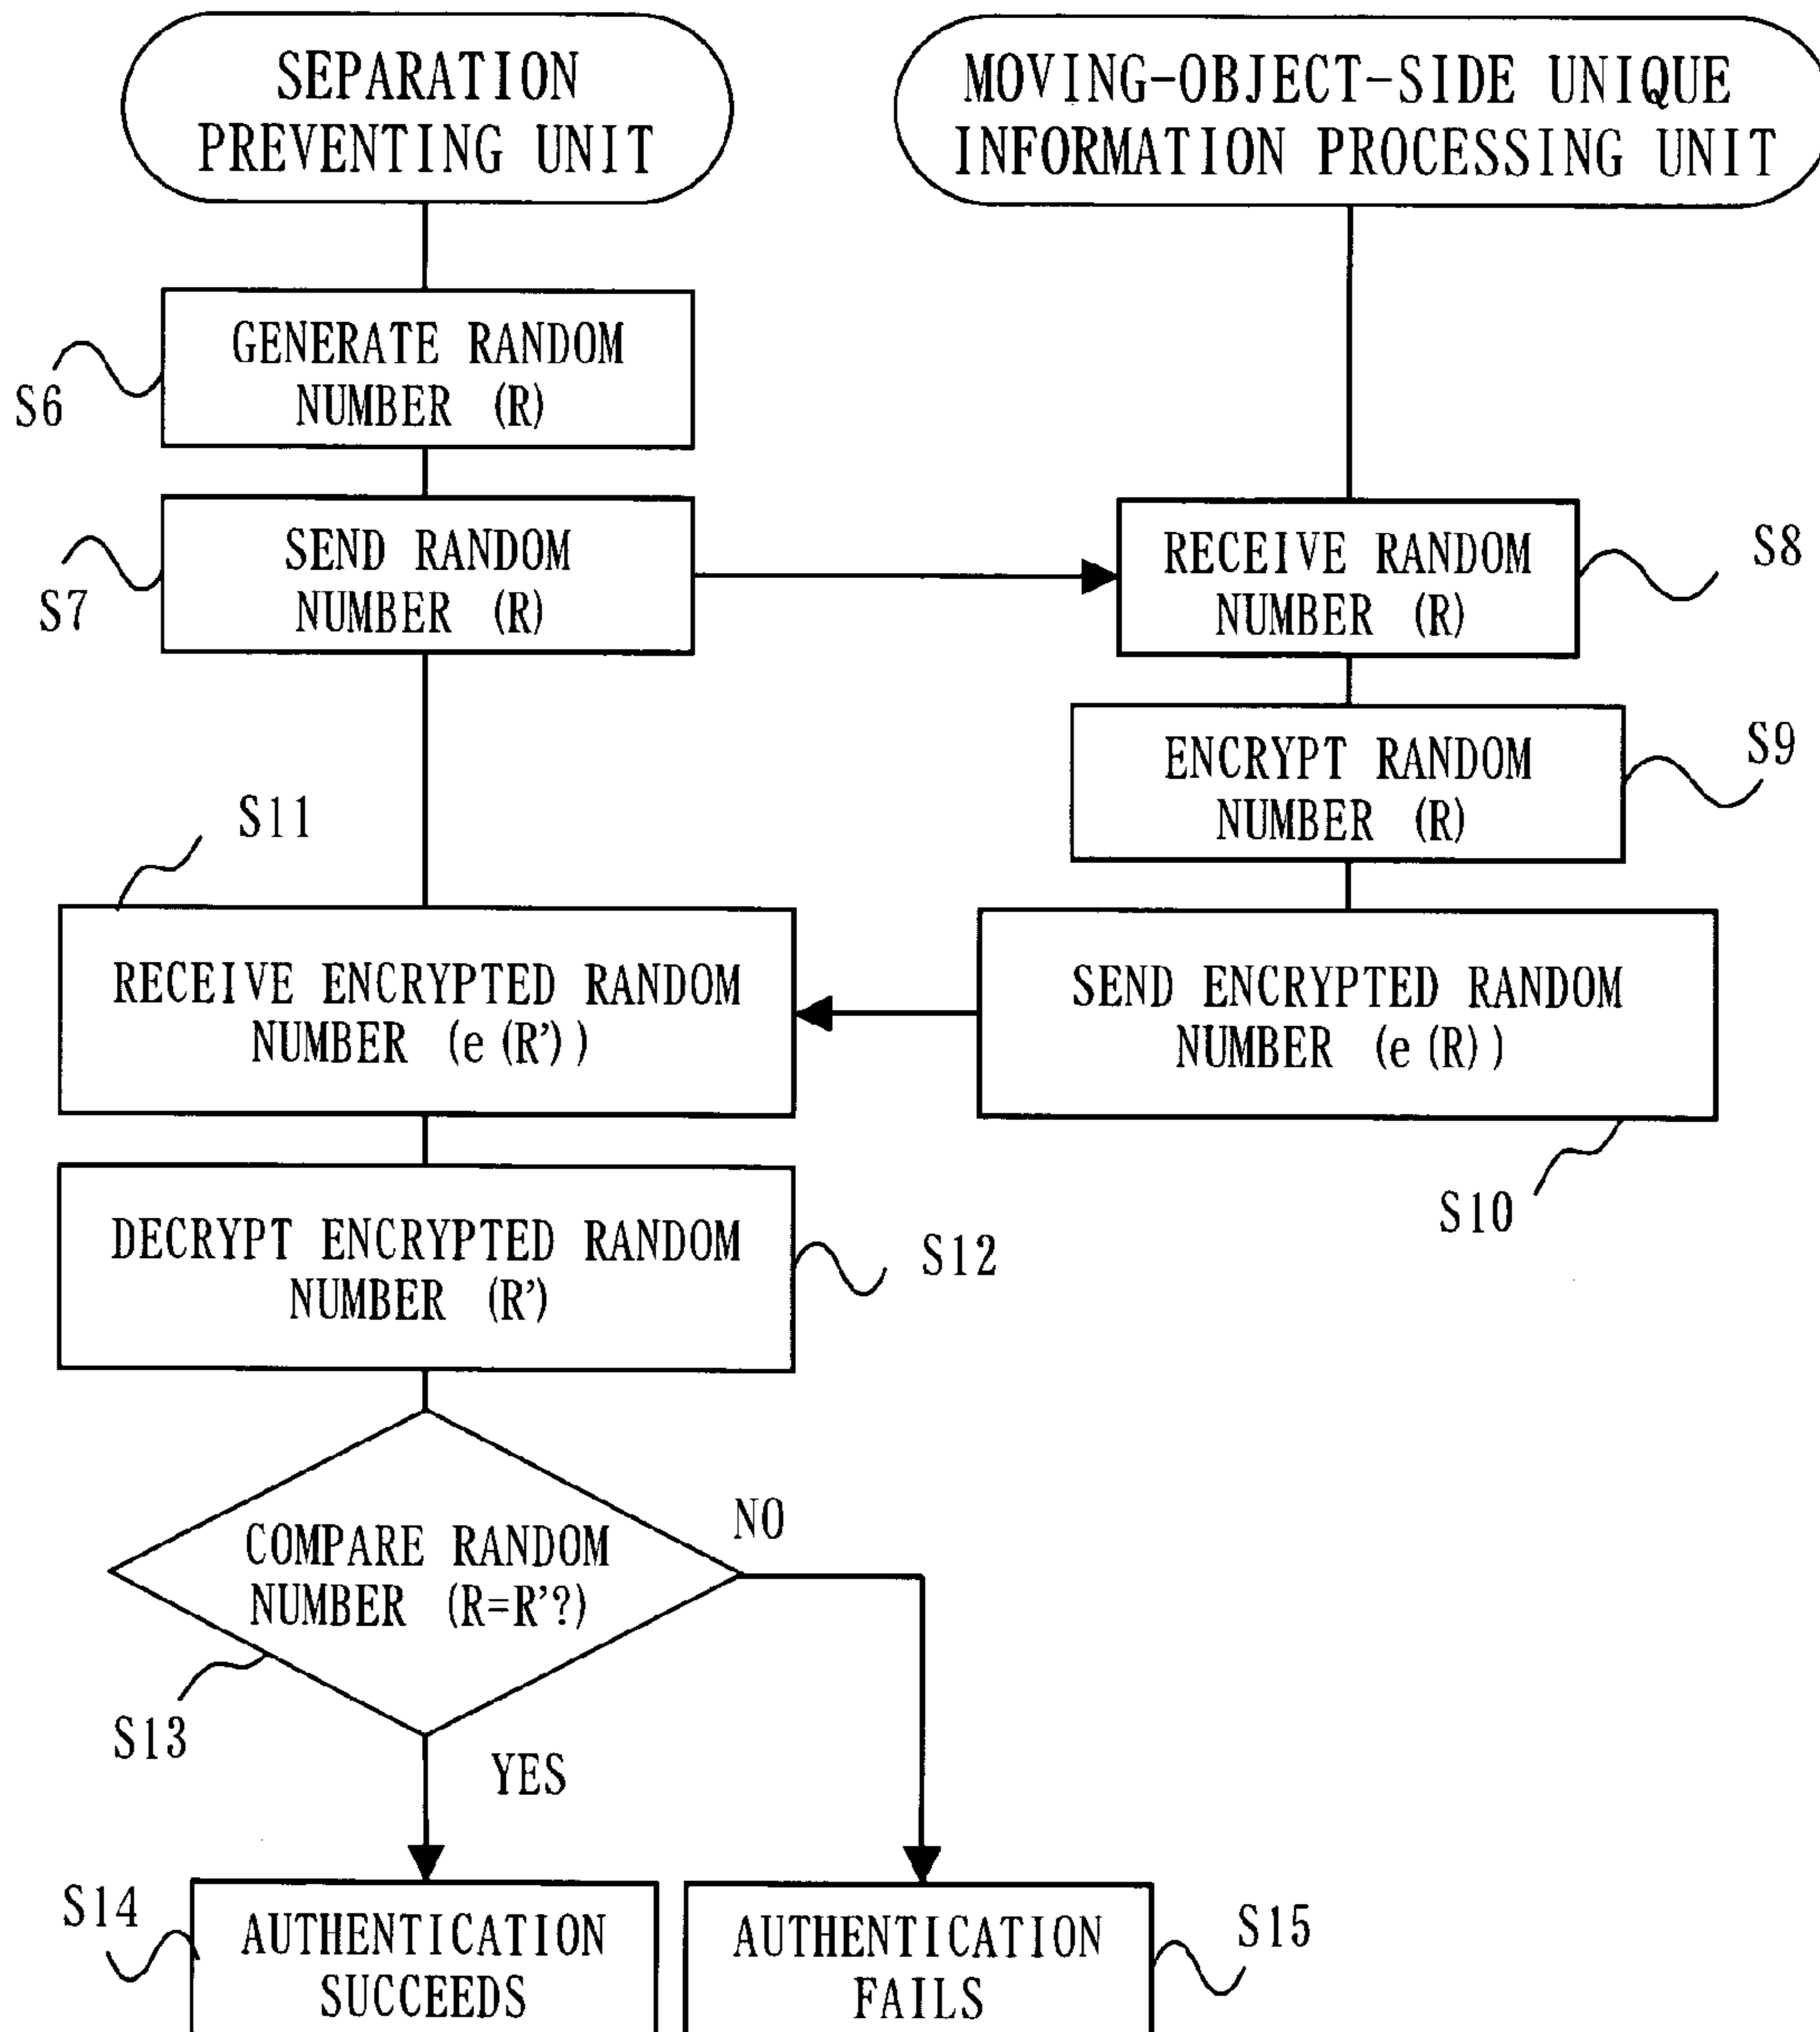 SEPARATION
PREVENTING UNIT
MOVING-OBJECT-SIDE UNIQUE
INFORMATION PROCESSING UNIT
GENERATE RANDOM
NUMBER (R)
S6
SEND RANDOM
NUMBER (R)
S7
RECEIVE RANDOM
NUMBER (R)
S8
ENCRYPT RANDOM
NUMBER (R)
S9
S11
RECEIVE ENCRYPTED RANDOM
NUMBER (e (R’))
SEND ENCRYPTED RANDOM
NUMBER (e (R))
S10
DECRYPT ENCRYPTED RANDOM
NUMBER (R’)
S12
COMPARE RANDOM
NUMBER (R=R’?)
NO
S13
YES
S14
AUTHENTICATION
SUCCEEDS
AUTHENTICATION
FAILS
S15